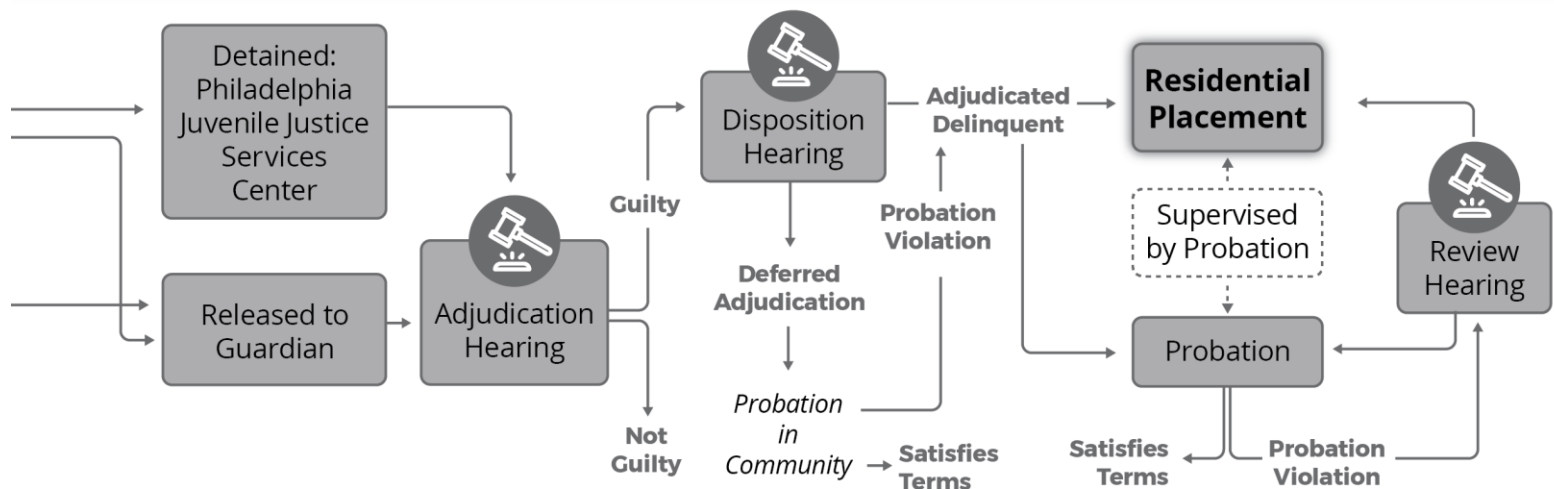 Detained:
Philadelphia
Juvenile Justice
Services
Center
Released to
Guardian
Adjudication
Hearing
Guilty
Not
Guilty
Disposition
Hearing
Deferred
Adjudication
Probation
in
Community
Satisfies
Terms
Probation
Violation
Adjudicated
Delinquent
Residential
Placement
Supervised
by Probation
Probation
Satisfies
Terms
Probation
Violation
Review
Hearing